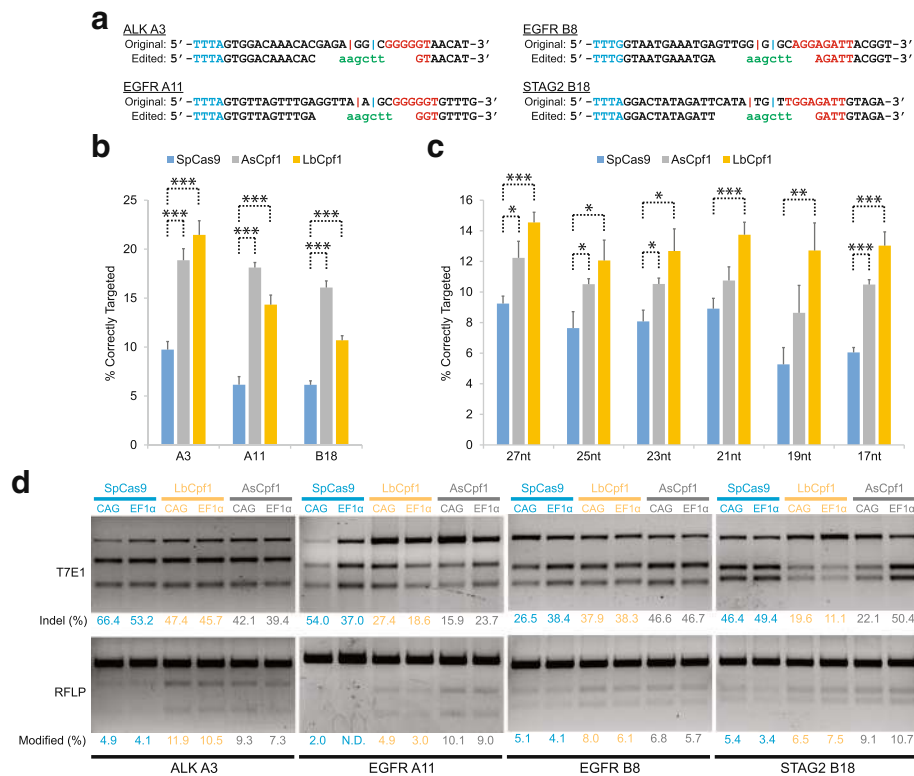 a
ALK A3
Original: 5’-TTTAGTGGACAAACACGAGA|GG|CGGGGGTAACAT-3’
Edited: 5’-TTTAGTGGACAAACACAC aagctt GTAACAT-3’
EGFR B8
Original: 5’-TTTGGTAATGAAATGAGTTGG|G|GCAGGAGATTACGGT-3’
Edited: 5’-TTTGGTAATGAAATGA aagctt AGATTACGGT-3’
EGFR A11
Original: 5’-TTTAGTGTTAGTTTGAGGTTA|A|GCGGGGGTGTTTG-3’
Edited: 5’-TTTAGTGTTAGTTTGA aagctt GGTGTTTG-3’
STAG2 B18
Original: 5’-TTTAGGACTATAGATTCATA|TG|TTGGAGATTGTAGA-3’
Edited: 5’-TTTAGGACTATAGATT aagctt GATTGTAGA-3’
b
SpCas9 AsCpf1 LbCpf1
% Correctly Targeted
25
20
15
10
5
0
*** *** *** *** *** ***
A3 A11 B18
c
SpCas9 AsCpf1 LbCpf1
% Correctly Targeted
16
14
12
10
8
6
4
2
0
*** * * * * * *** ** *** ***
27nt 25nt 23nt 21nt 19nt 17nt
d
SpCas9 LbCpf1 AsCpf1 SpCas9 LbCpf1 AsCpf1 SpCas9 LbCpf1 AsCpf1 SpCas9 LbCpf1 AsCpf1
CAG EF1α CAG EF1α CAG EF1α CAG EF1α CAG EF1α CAG EF1α CAG EF1α CAG EF1α CAG EF1α CAG EF1α CAG EF1α CAG EF1α
T7E1
Indel (%) 66.4 53.2 47.4 45.7 42.1 39.4 54.0 37.0 27.4 18.6 15.9 23.7 26.5 38.4 37.9 38.3 46.6 46.7 46.4 49.4 19.6 11.1 22.1 50.4
RFLP
Modified (%) 4.9 4.1 11.9 10.5 9.3 7.3 2.0 N.D. 4.9 3.0 10.1 9.0 5.1 4.1 8.0 6.1 6.8 5.7 5.4 3.4 6.5 7.5 9.1 10.7
ALK A3 EGFR A11 EGFR B8 STAG2 B18